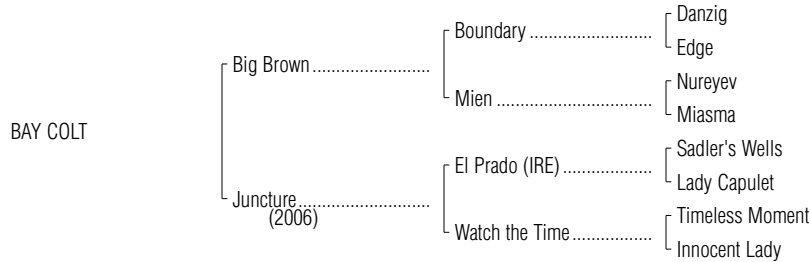 BAY COLT
Big Brown
Juncture
(2006)
Boundary
Mien
El Prado (IRE)
Watch the Time
Danzig
Edge
Nureyev
Miasma
Sadler's Wells
Lady Capulet
Timeless Moment
Innocent Lady